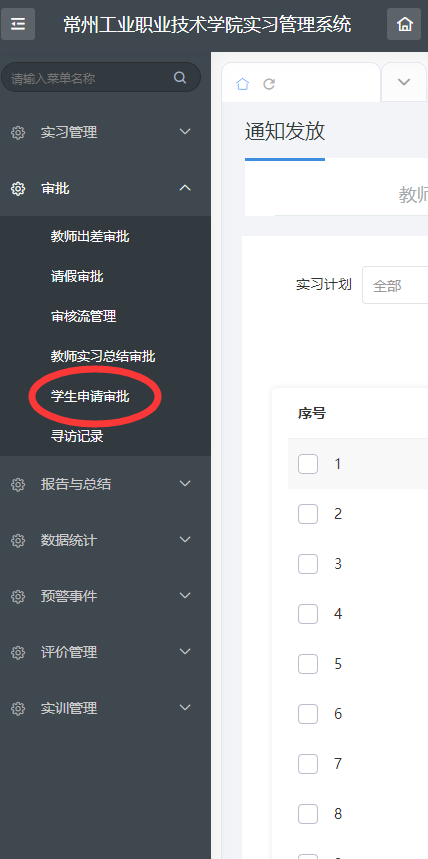 常州工业职业技术学院实习管理系统
请输入菜单名称
实习管理
审批
教师出差审批
请假审批
审核流管理
教师实习总结审批
学生申请审批
寻访记录
报告与总结
数据统计
预警事件
评价管理
实训管理
通知发放
教师
实习计划 全部
序号
1
2
3
4
5
6
7
8